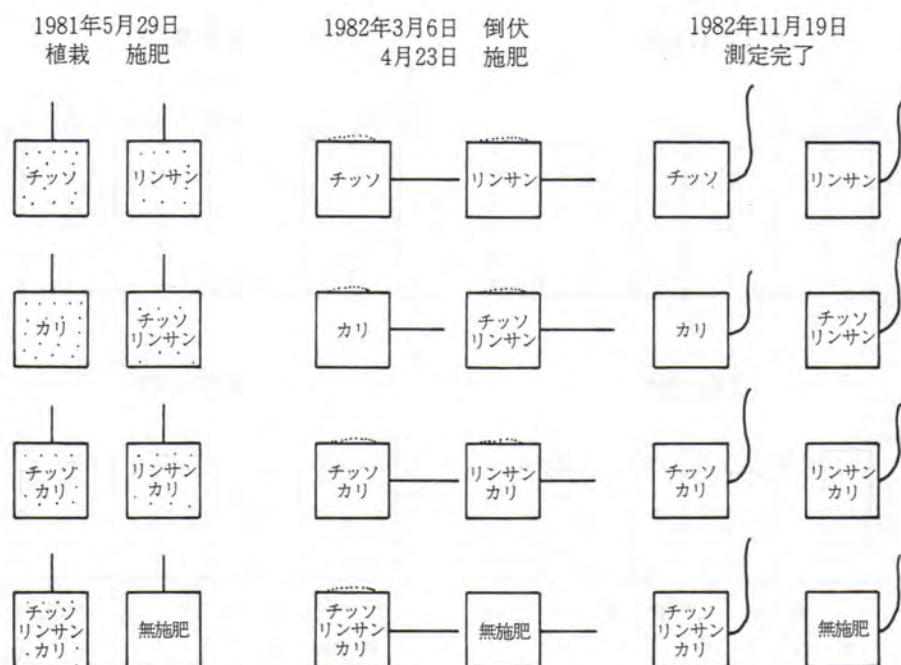 1981年5月29日
植栽 施肥
1982年3月6日 倒伏
4月23日 施肥
1982年11月19日
測定完了
チッソ
リンサン
チッソ
リンサン
チッソ
リンサン
カリ
チッソ
リンサン
カリ
チッソ
リンサン
カリ
チッソ
リンサン
チッソ
カリ
リンサン
カリ
チッソ
カリ
リンサン
カリ
チッソ
カリ
リンサン
カリ
チッソ
リンサン
カリ
無施肥
チッソ
リンサン
カリ
無施肥
チッソ
リンサン
カリ
無施肥